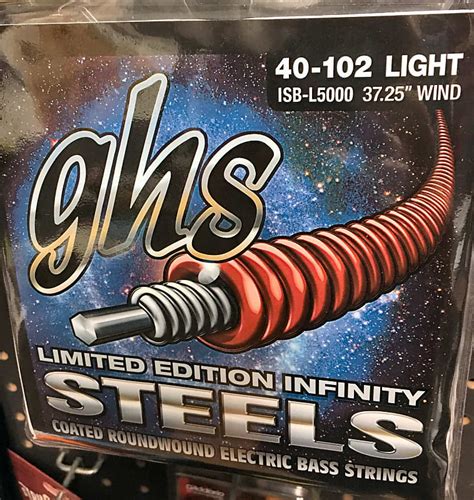 40-102 LIGHT
ISB-L5000 37.25" WIND
ghs
LIMITED EDITION INFINITY
STEELS
COATED ROUNDWOUND ELECTRIC BASS STRINGS